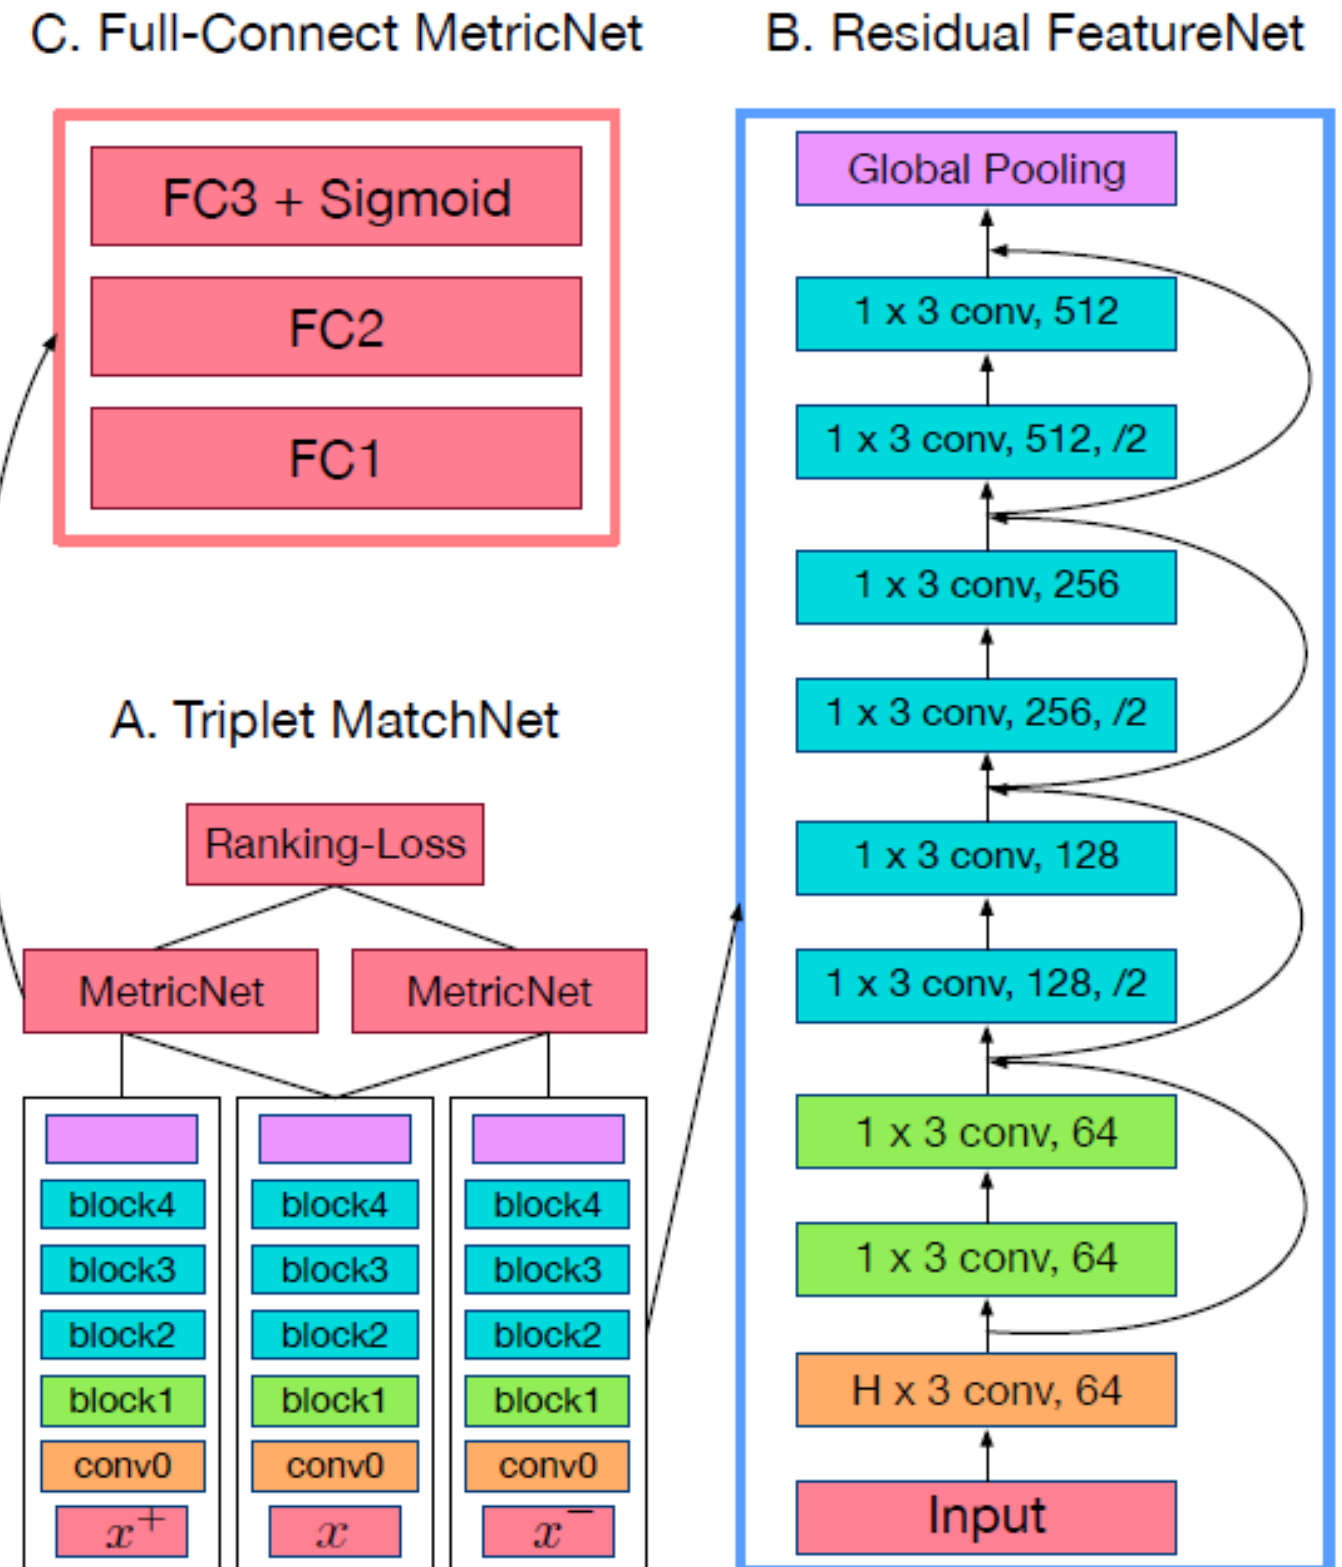 C. Full-Connect MetricNet
FC3 + Sigmoid
FC2
FC1
A. Triplet MatchNet
Ranking-Loss
MetricNet MetricNet
block4 block4 block4
block3 block3 block3
block2 block2 block2
block1 block1 block1
conv0 conv0 conv0
x⁺ x x⁻
B. Residual FeatureNet
Global Pooling
1 x 3 conv, 512
1 x 3 conv, 512, /2
1 x 3 conv, 256
1 x 3 conv, 256, /2
1 x 3 conv, 128
1 x 3 conv, 128, /2
1 x 3 conv, 64
1 x 3 conv, 64
H x 3 conv, 64
Input